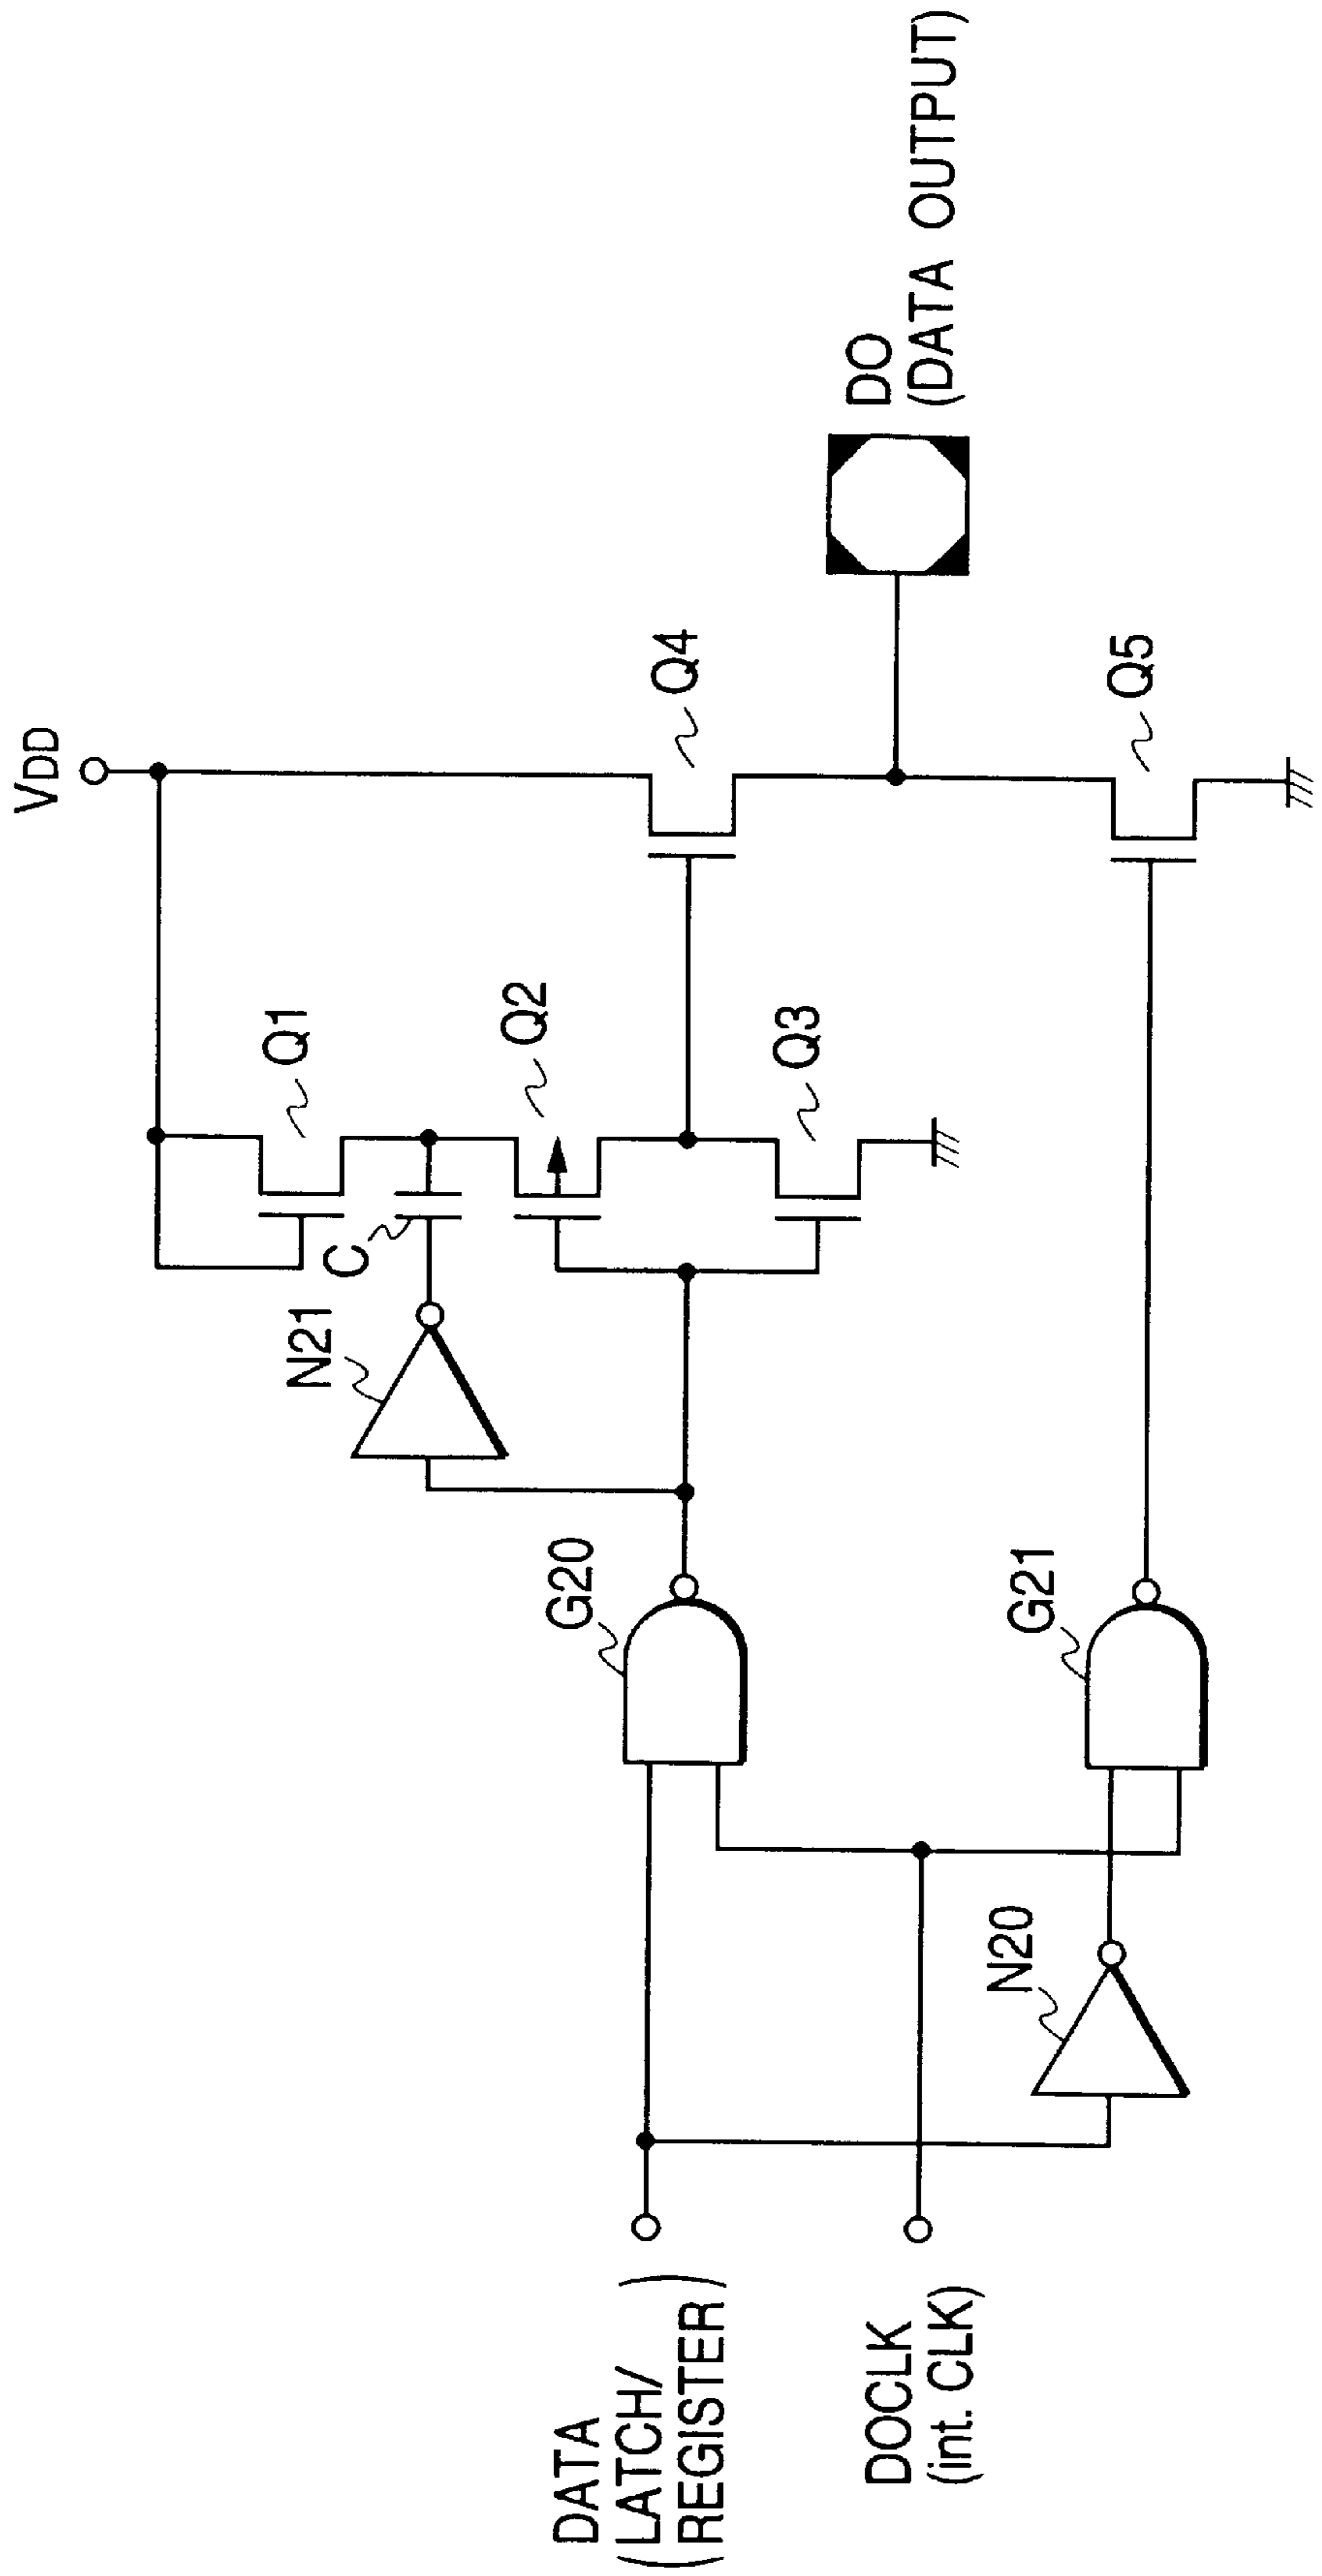 VDD
Q1
C
N21
Q2
Q4
DO
(DATA OUTPUT)
Q3
G20
Q5
DATA
(LATCH/
REGISTER)
G21
DOCLK
(int. CLK)
N20